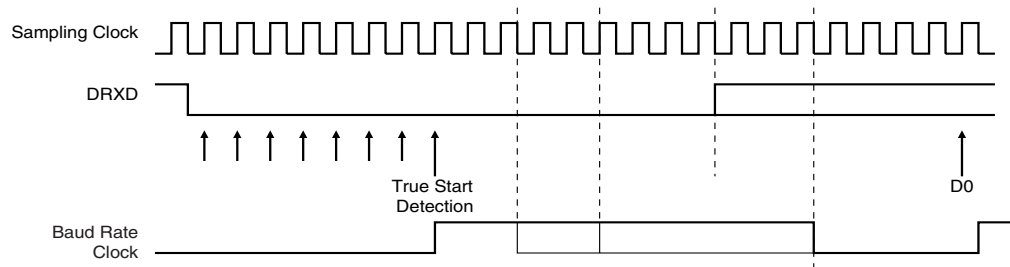 Sampling Clock
DRXD
True Start
Detection
D0
Baud Rate
Clock